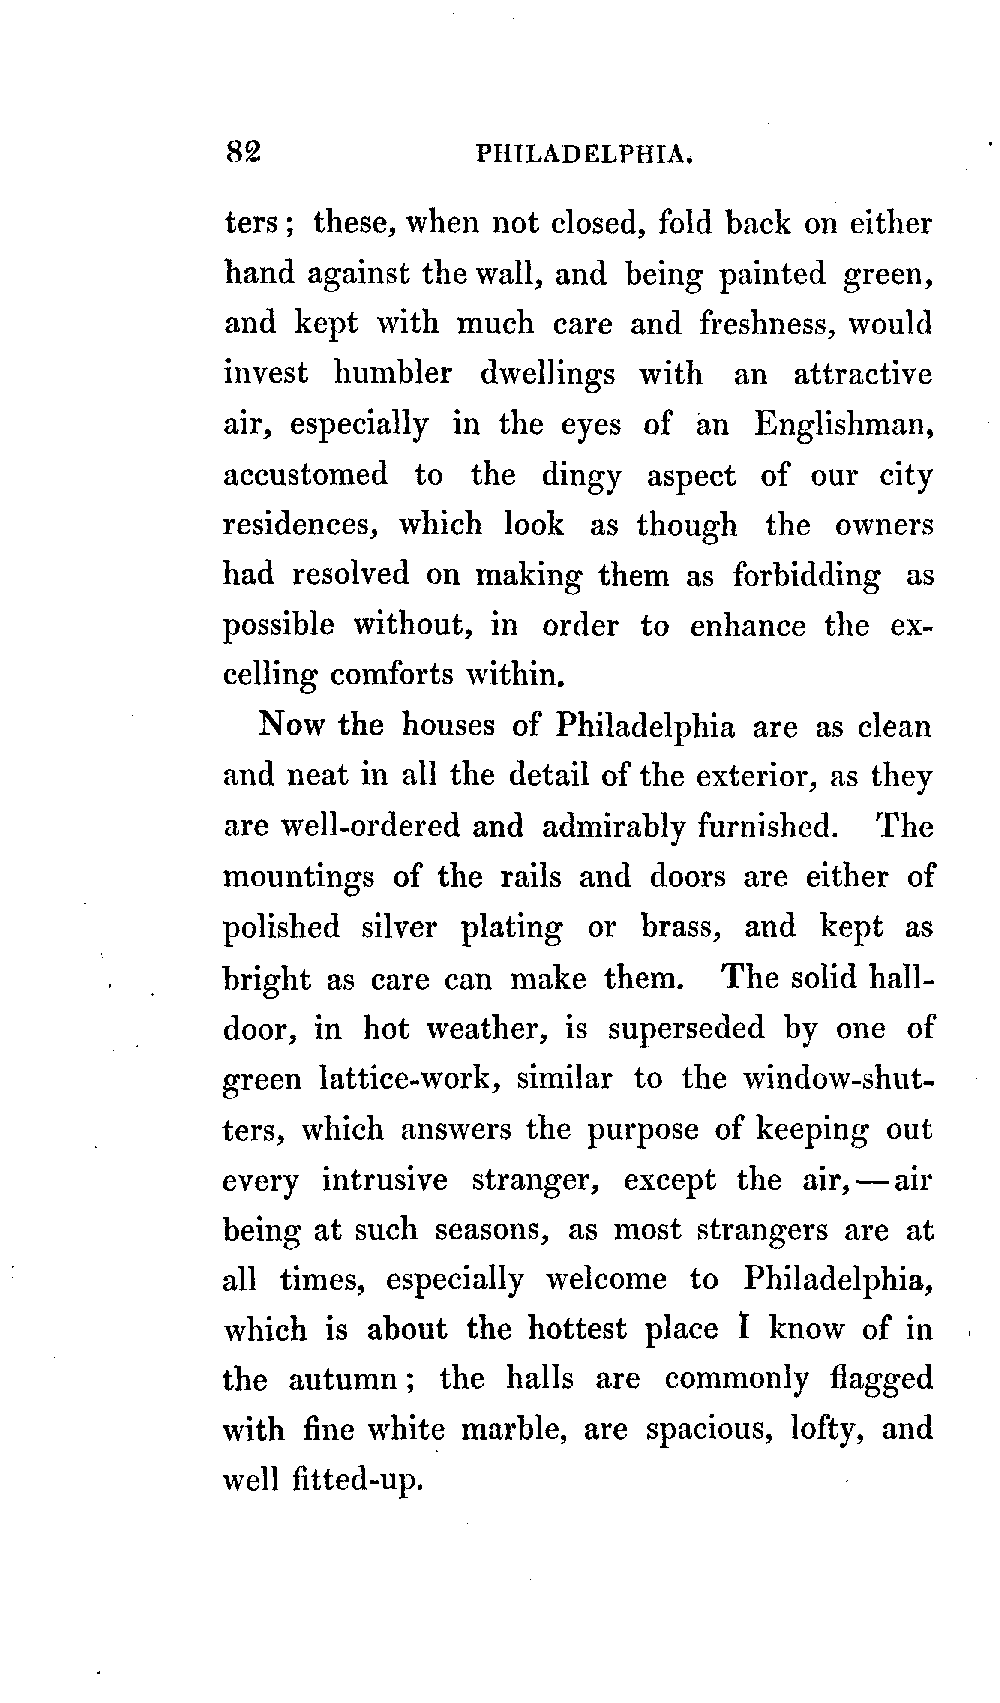 82 PHILADELPHIA.
ters; these, when not closed, fold back on either
hand against the wall, and being painted green,
and kept with much care and freshness, would
invest humbler dwellings with an attractive
air, especially in the eyes of an Englishman,
accustomed to the dingy aspect of our city
residences, which look as though the owners
had resolved on making them as forbidding as
possible without, in order to enhance the ex-
celling comforts within.
Now the houses of Philadelphia are as clean
and neat in all the detail of the exterior, as they
are well-ordered and admirably furnished. The
mountings of the rails and doors are either of
polished silver plating or brass, and kept as
bright as care can make them. The solid hall-
door, in hot weather, is superseded by one of
green lattice-work, similar to the window-shut-
ters, which answers the purpose of keeping out
every intrusive stranger, except the air,—air
being at such seasons, as most strangers are at
all times, especially welcome to Philadelphia,
which is about the hottest place I know of in
the autumn; the halls are commonly flagged
with fine white marble, are spacious, lofty, and
well fitted-up.